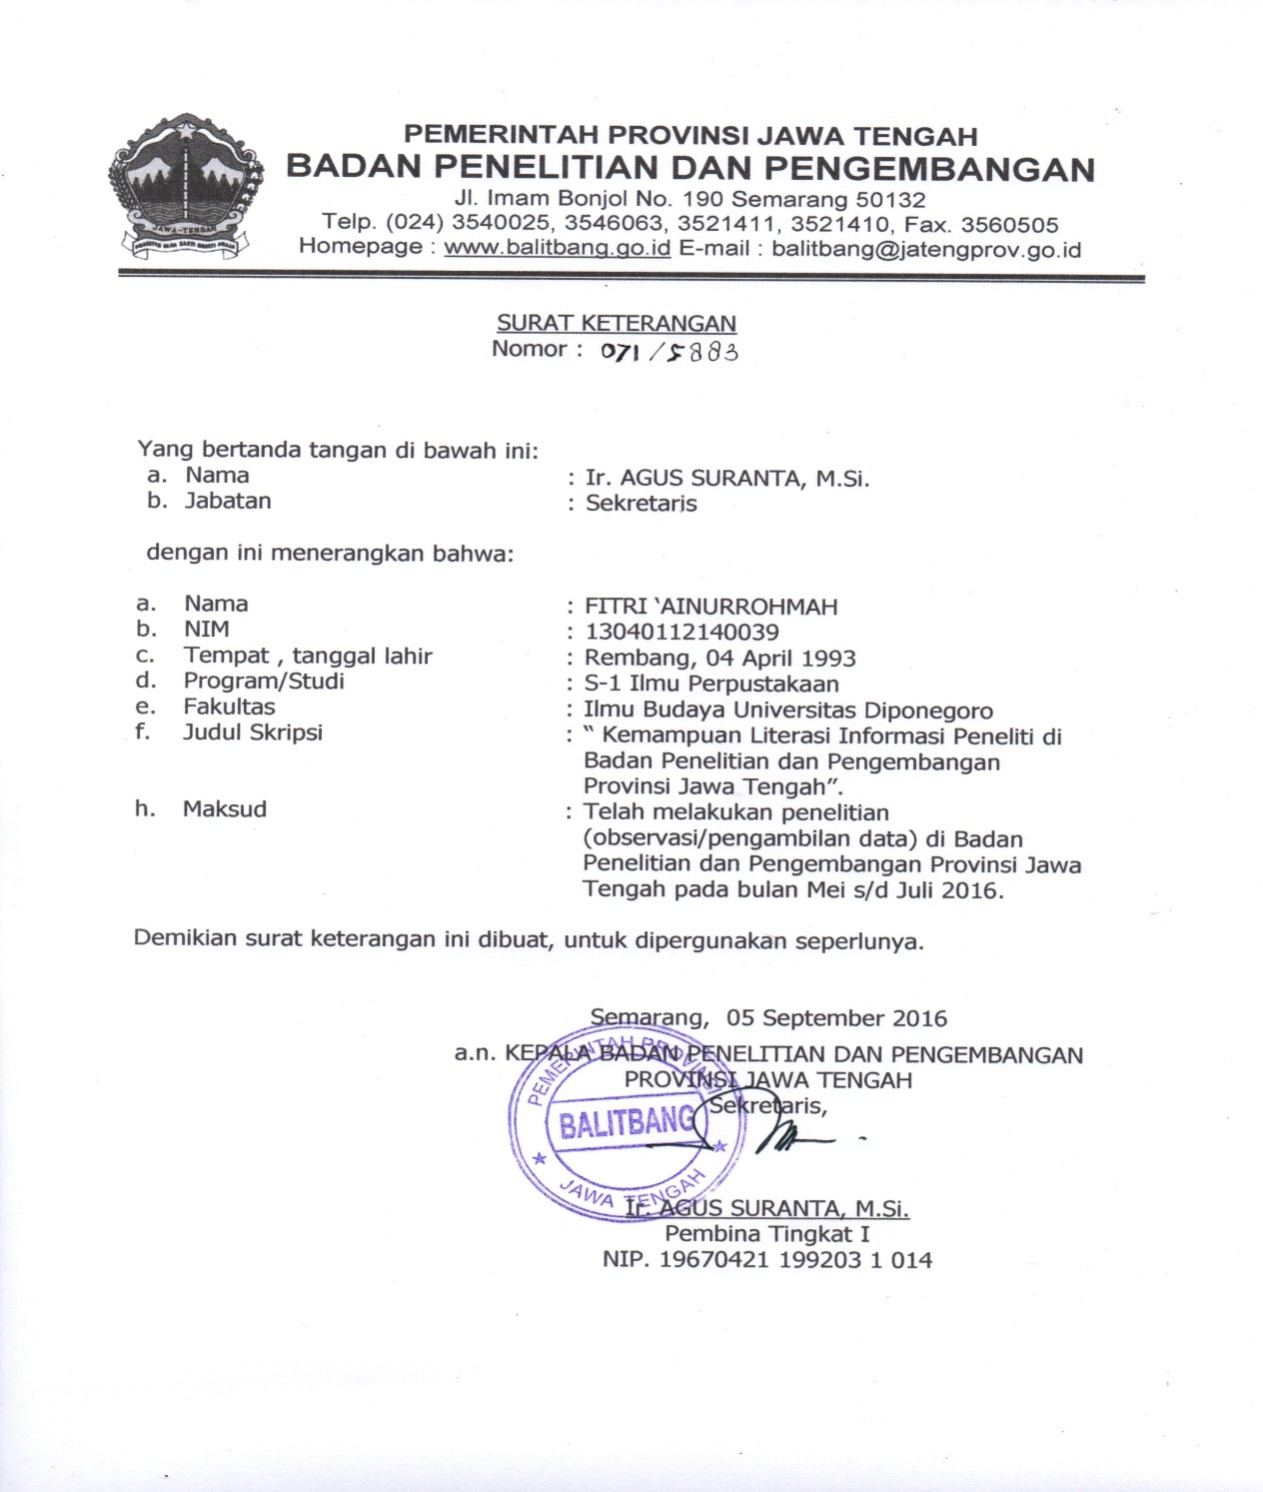 PEMERINTAH PROVINSI JAWA TENGAH
BADAN PENELITIAN DAN PENGEMBANGAN
Jl. Imam Bonjol No. 190 Semarang 50132
Telp. (024) 3540025, 3546063, 3521411, 3521410, Fax. 3560505
Homepage : www.balitbang.go.id E-mail : balitbang@jatengprov.go.id
JAWA-TENGAH
SURAT KETERANGAN
Nomor : 071/5883
Yang bertanda tangan di bawah ini:
a. Nama : Ir. AGUS SURANTA, M.Si.
b. Jabatan : Sekretaris
dengan ini menerangkan bahwa:
a. Nama : FITRI ‘AINURROHMAH
b. NIM : 13040112140039
c. Tempat , tanggal lahir : Rembang, 04 April 1993
d. Program/Studi : S-1 Ilmu Perpustakaan
e. Fakultas : Ilmu Budaya Universitas Diponegoro
f. Judul Skripsi : “ Kemampuan Literasi Informasi Peneliti di
Badan Penelitian dan Pengembangan
Provinsi Jawa Tengah”.
h. Maksud : Telah melakukan penelitian
(observasi/pengambilan data) di Badan
Penelitian dan Pengembangan Provinsi Jawa
Tengah pada bulan Mei s/d Juli 2016.
Demikian surat keterangan ini dibuat, untuk dipergunakan seperlunya.
Semarang, 05 September 2016
a.n. KEPALA BADAN PENELITIAN DAN PENGEMBANGAN
PROVINSI JAWA TENGAH
Sekretaris,
PEMERINTAH PROVINSI
BALITBANG
JAWA TENGAH
Ir. AGUS SURANTA, M.Si.
Pembina Tingkat I
NIP. 19670421 199203 1 014